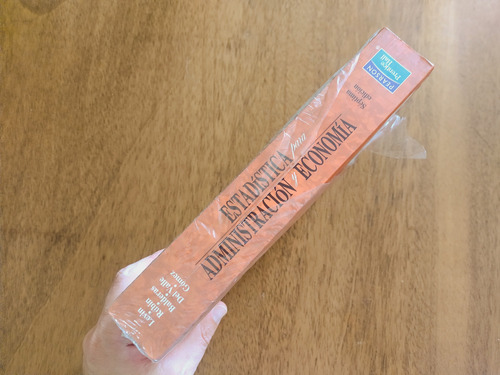 Levin
Rubin
Balderas
Del Valle
Gómez
ESTADÍSTICA para
ADMINISTRACIÓN y ECONOMÍA
Séptima
edición
PEARSON
Prentice
Hall